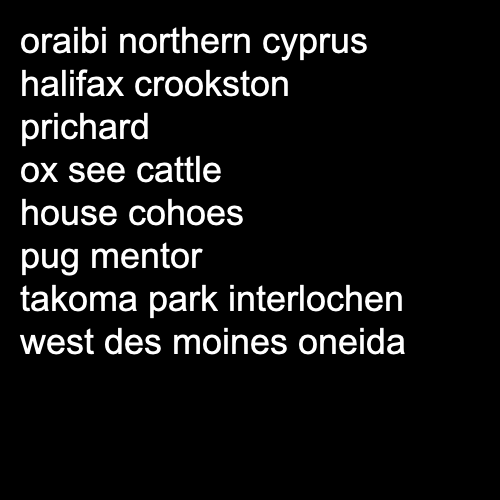 oraibi northern cyprus
halifax crookston
prichard
ox see cattle
house cohoes
pug mentor
takoma park interlochen
west des moines oneida